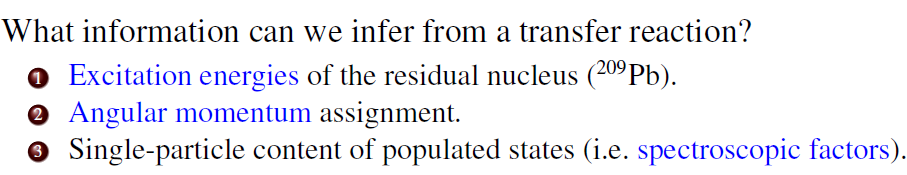 What information can we infer from a transfer reaction?
1 Excitation energies of the residual nucleus (²⁰⁹Pb).
2 Angular momentum assignment.
3 Single-particle content of populated states (i.e. spectroscopic factors).